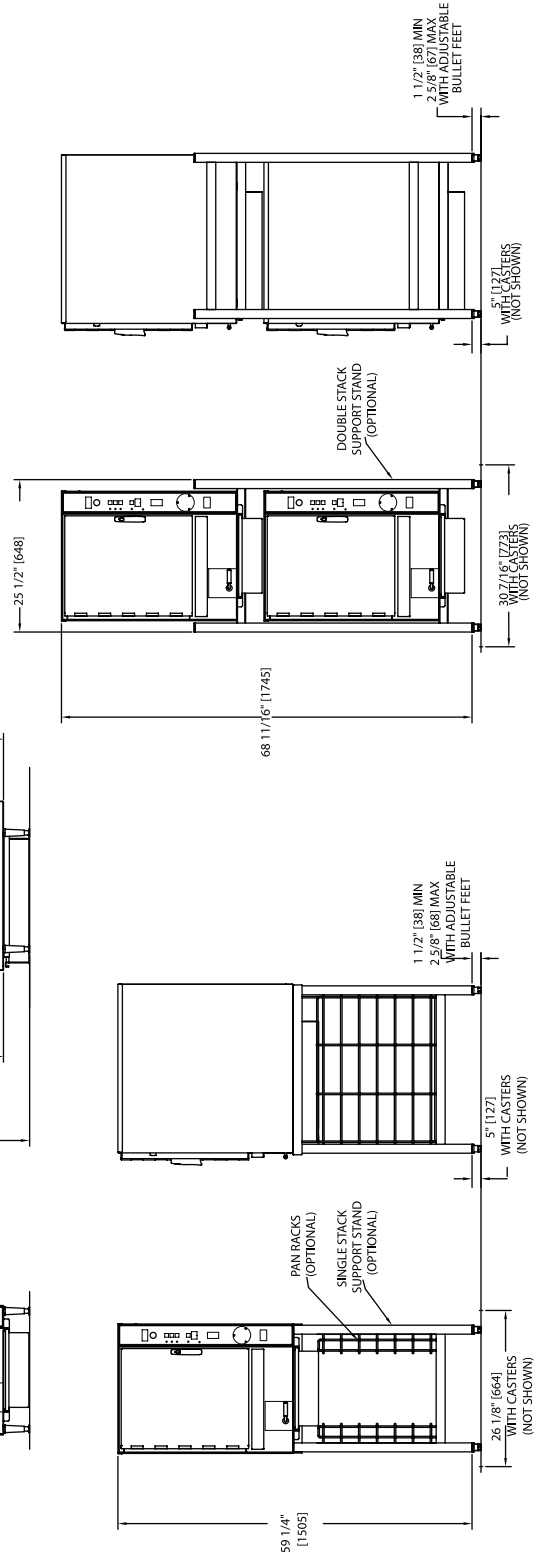 1 1/2" [38] MIN
2 5/8" [67] MAX
WITH ADJUSTABLE
BULLET FEET
5" [127]
WITH CASTERS
(NOT SHOWN)
DOUBLE STACK
SUPPORT STAND
(OPTIONAL)
25 1/2" [648]
30 7/16" [773]
WITH CASTERS
(NOT SHOWN)
68 11/16" [1745]
1 1/2" [38] MIN
2 5/8" [68] MAX
WITH ADJUSTABLE
BULLET FEET
5" [127]
WITH CASTERS
(NOT SHOWN)
PAN RACKS
(OPTIONAL)
SINGLE STACK
SUPPORT STAND
(OPTIONAL)
26 1/8" [664]
WITH CASTERS
(NOT SHOWN)
59 1/4"
[1505]